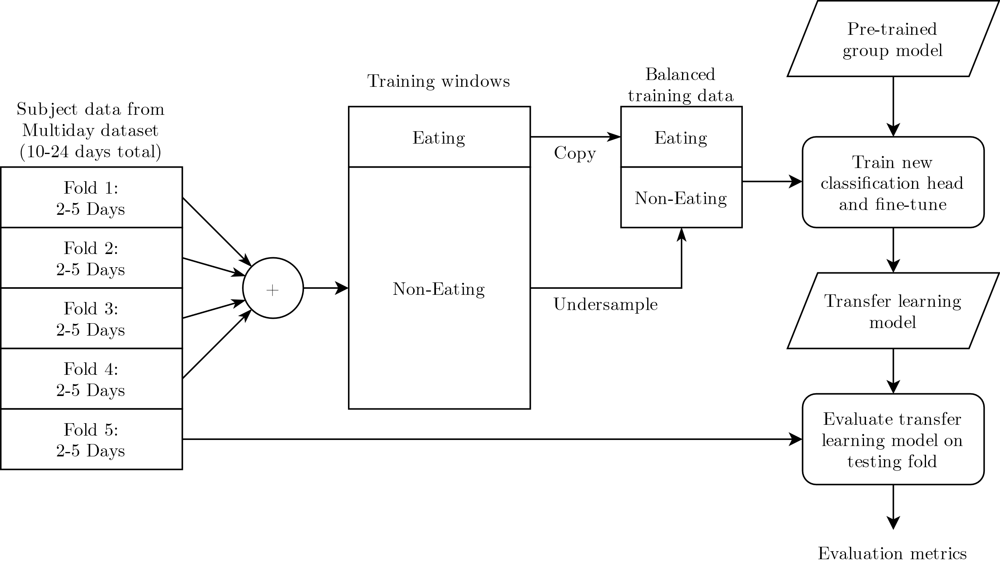 Subject data from
Multiday dataset
(10-24 days total)
Fold 1:
2-5 Days
Fold 2:
2-5 Days
Fold 3:
2-5 Days
Fold 4:
2-5 Days
Fold 5:
2-5 Days
+
Training windows
Eating
Non-Eating
Copy
Undersample
Balanced
training data
Eating
Non-Eating
Pre-trained
group model
Train new
classification head
and fine-tune
Transfer learning
model
Evaluate transfer
learning model on
testing fold
Evaluation metrics